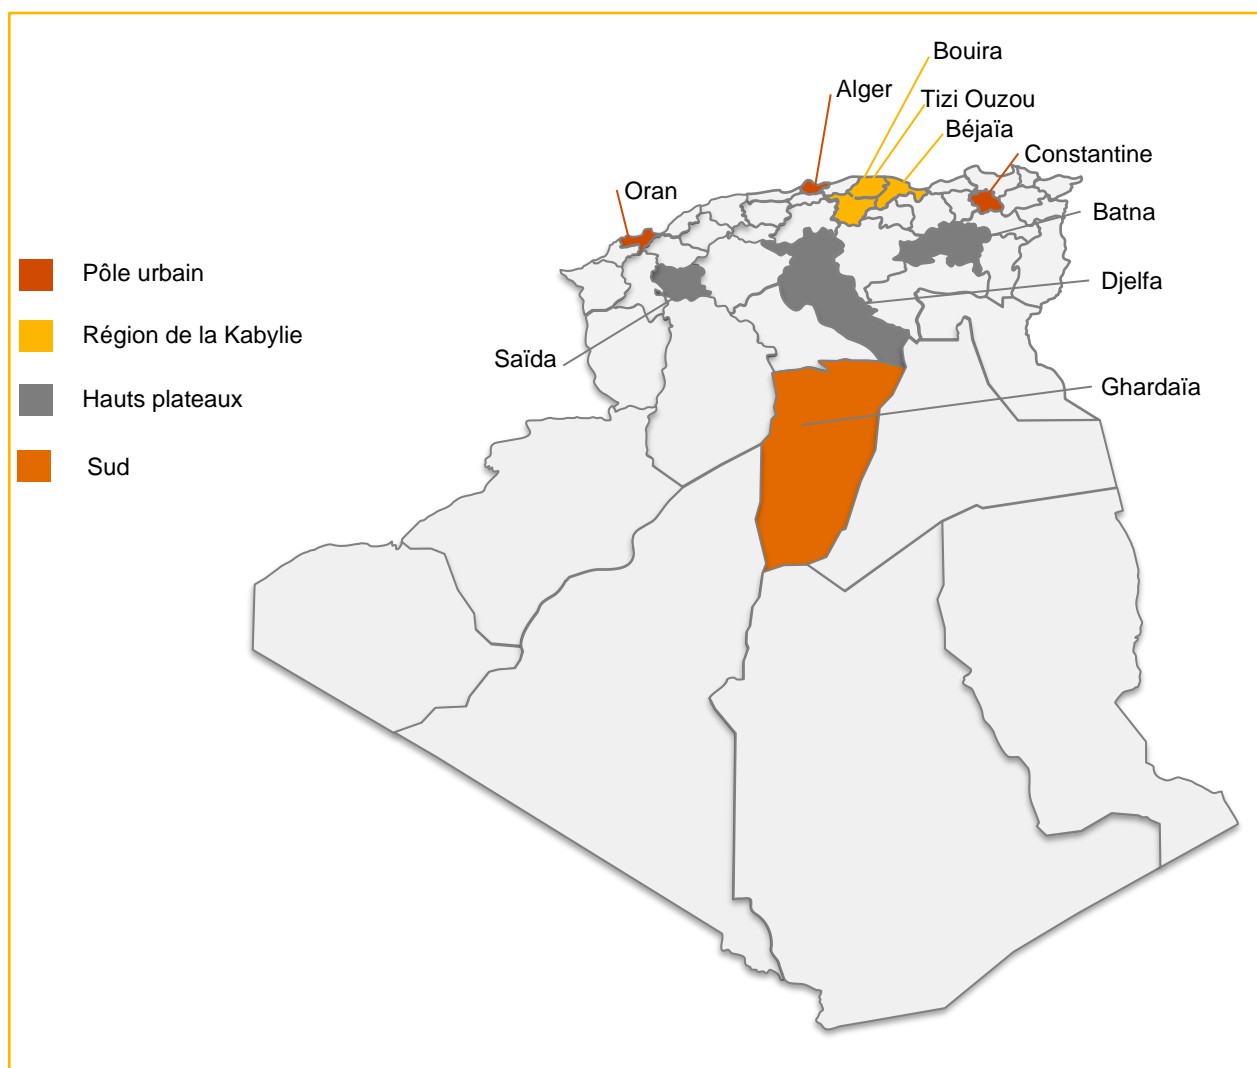 Bouira
Alger
Tizi Ouzou
Béjaïa
Constantine
Oran
Batna
Pôle urbain
Djelfa
Région de la Kabylie
Saïda
Ghardaïa
Hauts plateaux
Sud